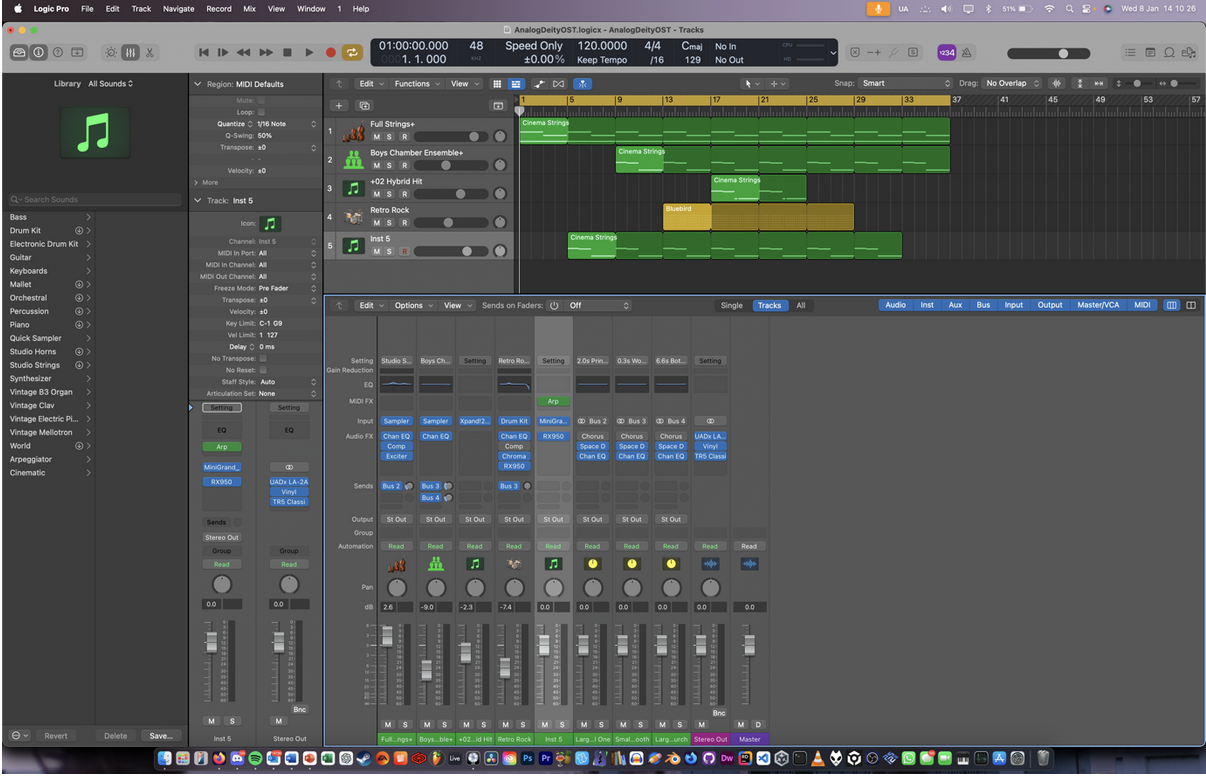 Logic Pro File Edit Track Navigate Record Mix View Window 1 Help UA 51% Wed 8 Jan 14 10 26
AnalogDeityOST.logicx - AnalogDeityOST - Tracks
01:00:00.000 48 Speed Only 120.0000 4/4 Cmaj No In CPU
1. 1. 1 KHZ ±0.00% Keep Tempo /16 129 No Out HD
1234
Library All Sounds
Search Sounds
Bass
Drum Kit
Electronic Drum Kit
Guitar
Keyboards
Mallet
Orchestral
Percussion
Piano
Quick Sampler
Studio Horns
Studio Strings
Synthesizer
Vintage B3 Organ
Vintage Clav
Vintage Electric Pi...
Vintage Mellotron
World
Arpeggiator
Cinematic
Revert Delete Save...
Region: MIDI Defaults
Mute:
Loop:
Quantize 1/16 Note
Q-Swing: 50%
Transpose: ±0
Velocity: ±0
More
Track: Inst 5
Icon:
Channel: Inst 5
MIDI In Port: All
MIDI In Channel: All
MIDI Out Channel: All
Freeze Mode: Pre Fader
Transpose: ±0
Velocity: ±0
Key Limit: C-1 G9
Vel Limit: 1 127
Delay 0 ms
No Transpose:
No Reset:
Staff Style: Auto
Articulation Set: None
Setting Setting
EQ EQ
Arp
MiniGrand_
RX950 UADx LA-2A
Vinyl
TR5 Classi
Sends
Stereo Out
Group Group
Read Read
0.0 0.0
Bnc
M S M
Inst 5 Stereo Out
Edit Functions View Snap: Smart Drag: No Overlap
1 5 9 13 17 21 25 29 33 37 41 45 49 53 57
1 Full Strings+
M S R
2 Boys Chamber Ensemble+
M S R
3 +02 Hybrid Hit
M S R
4 Retro Rock
M S R
5 Inst 5
M S R
Cinema Strings
Cinema Strings
Cinema Strings
Bluebird
Cinema Strings
Edit Options View Sends on Faders: Off Single Tracks All Audio Inst Aux Bus Input Output Master/VCA MIDI
Setting Studio S... Boys Ch... Setting Retro Ro... Setting 2.0s Prin... 0.3s Wo... 6.6s Bot... Setting
Gain Reduction
EQ
MIDI FX Arp
Input Sampler Sampler Xpand!2... Drum Kit MiniGra... Bus 2 Bus 3 Bus 4
Audio FX Chan EQ Chan EQ Chan EQ RX950 Chorus Chorus Chorus UADx LA...
Comp Comp Space D Space D Space D Vinyl
Exciter Chroma Chan EQ Chan EQ Chan EQ TR5 Classi
RX950
Sends Bus 2 Bus 3 Bus 3
Bus 4
Output St Out St Out St Out St Out St Out St Out St Out St Out
Group
Automation Read Read Read Read Read Read Read Read Read Read
Pan
dB 2.6 -9.0 -2.3 -7.4 0.0 0.0 0.0 0.0 0.0 0.0
Bnc
M S M S M S M S M S M S M S M S M M D
Full...ngs+ Boys...ble+ +02...id Hit Retro Rock Inst 5 Larg...l One Smal...ooth Larg...urch Stereo Out Master
Live Ps Pr Dw